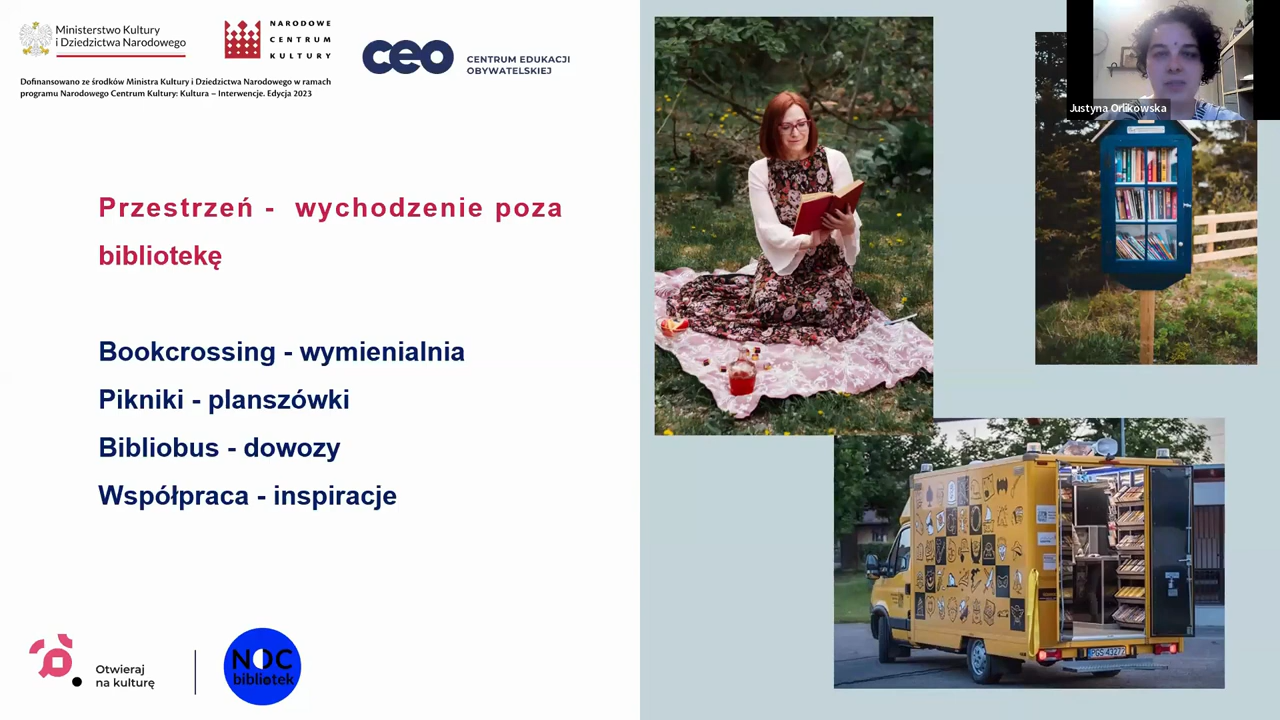 Ministerstwo Kultury
i Dziedzictwa Narodowego
NARODOWE
CENTRUM
KULTURY
ceo
CENTRUM EDUKACJI
OBYWATELSKIEJ
Dofinansowano ze środków Ministra Kultury i Dziedzictwa Narodowego w ramach
programu Narodowego Centrum Kultury: Kultura – Interwencje. Edycja 2023
Justyna Orlikowska
Przestrzeń - wychodzenie poza
bibliotekę
Bookcrossing - wymienialnia
Pikniki - planszówki
Bibliobus - dowozy
Współpraca - inspiracje
PGS 43272
Otwieraj
na kulturę
NOC
bibliotek